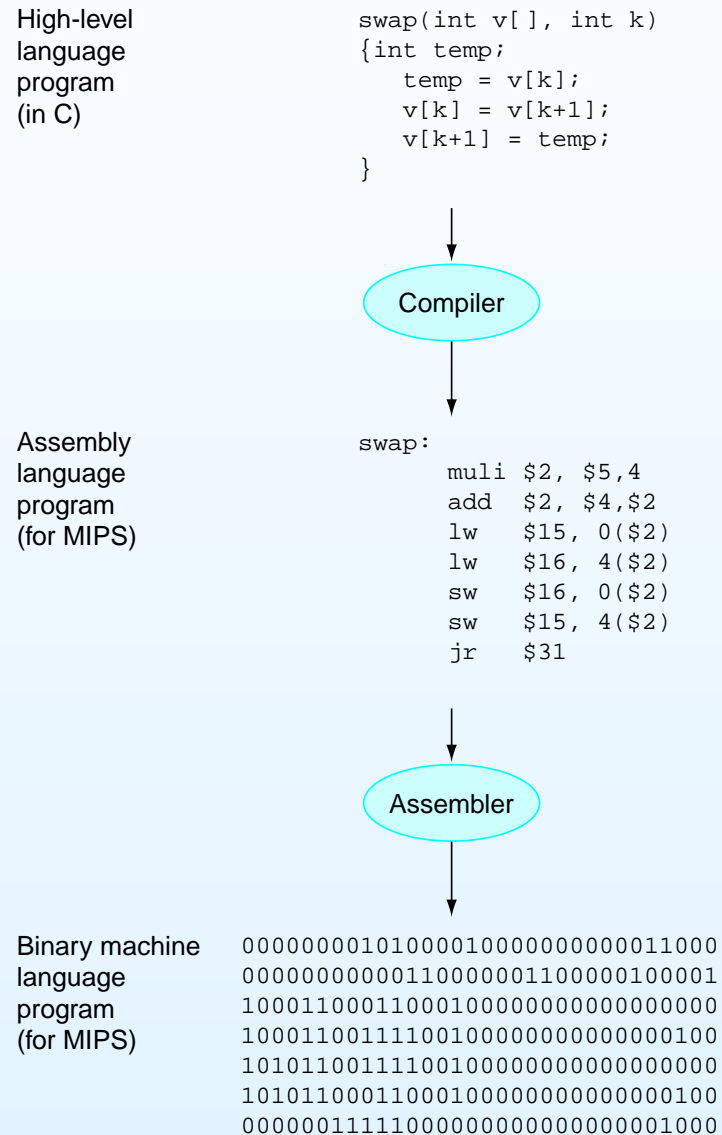 High-level
language
program
(in C)
swap(int v[ ], int k)
{int temp;
temp = v[k];
v[k] = v[k+1];
v[k+1] = temp;
}
Compiler
Assembly
language
program
(for MIPS)
swap:
muli $2, $5,4
add $2, $4,$2
lw $15, 0($2)
lw $16, 4($2)
sw $16, 0($2)
sw $15, 4($2)
jr $31
Assembler
Binary machine
language
program
(for MIPS)
00000000101000010000000000011000
00000000000110000001100000100001
10001100011000100000000000000000
10001100111100100000000000000100
10101100111100100000000000000000
10101100011000100000000000000100
00000011111000000000000000001000